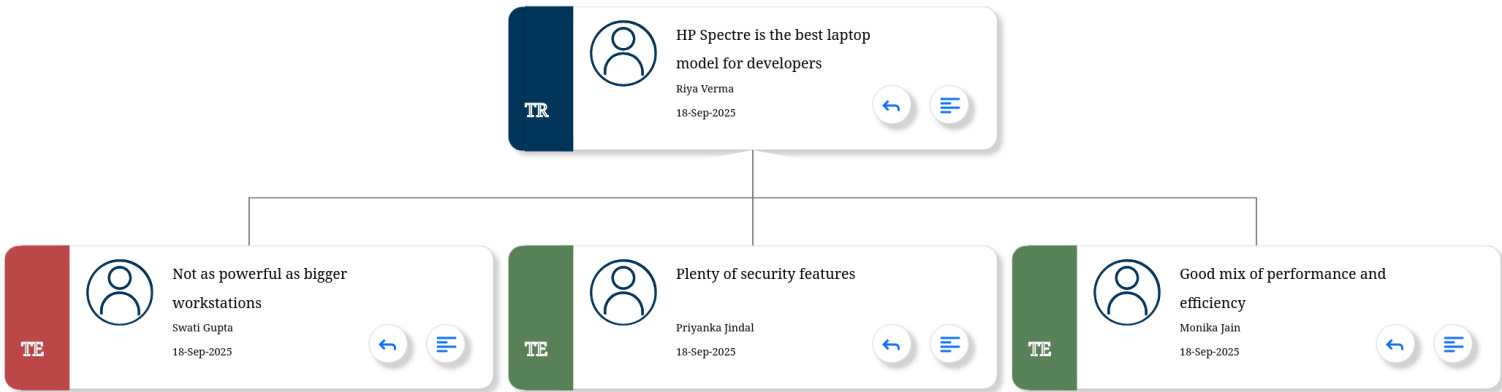 HP Spectre is the best laptop
model for developers
Riya Verma
TR
18-Sep-2025
Not as powerful as bigger
workstations
Swati Gupta
TE
18-Sep-2025
Plenty of security features
Priyanka Jindal
TE
18-Sep-2025
Good mix of performance and
efficiency
Monika Jain
TE
18-Sep-2025